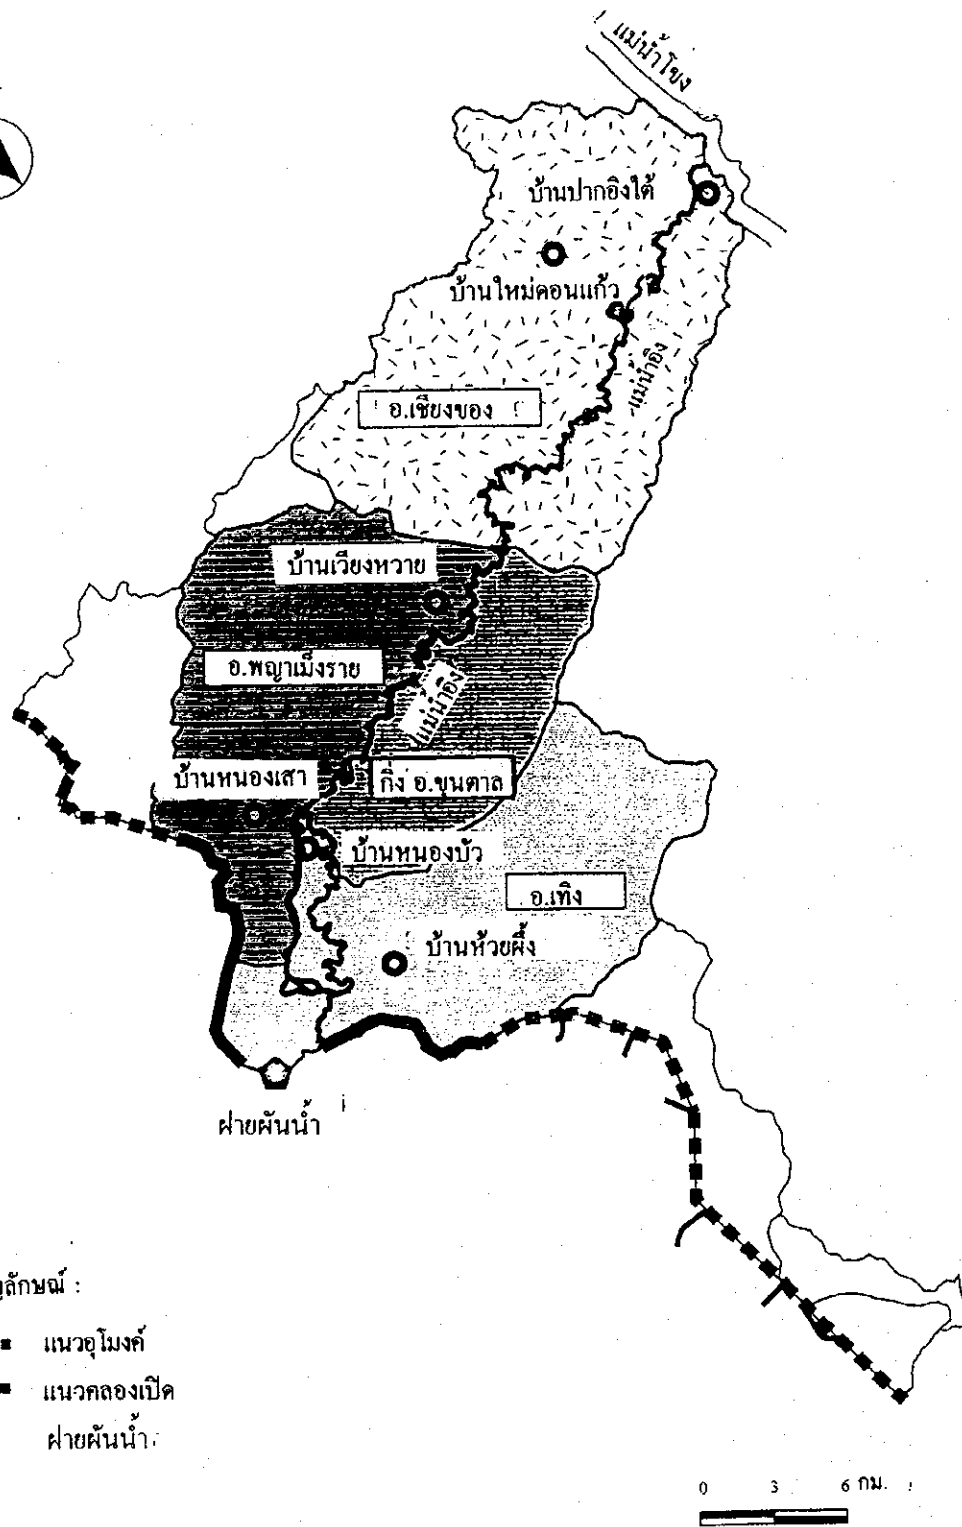 แม่น้ำโขง
บ้านปากอิงใต้
บ้านใหม่ดอนแก้ว
แม่น้ำอิง
อ.เชียงของ
บ้านเวียงหวาย
อ.พญาเม็งราย
แม่น้ำอิง
บ้านหนองเสา
กิ่ง อ.ขุนตาล
บ้านหนองบัว
อ.เทิง
บ้านห้วยผึ้ง
ฝายผันน้ำ
ลักษณ์ :
แนวอุโมงค์
แนวคลองเปิด
ฝายผันน้ำ
0 3 6 กม.